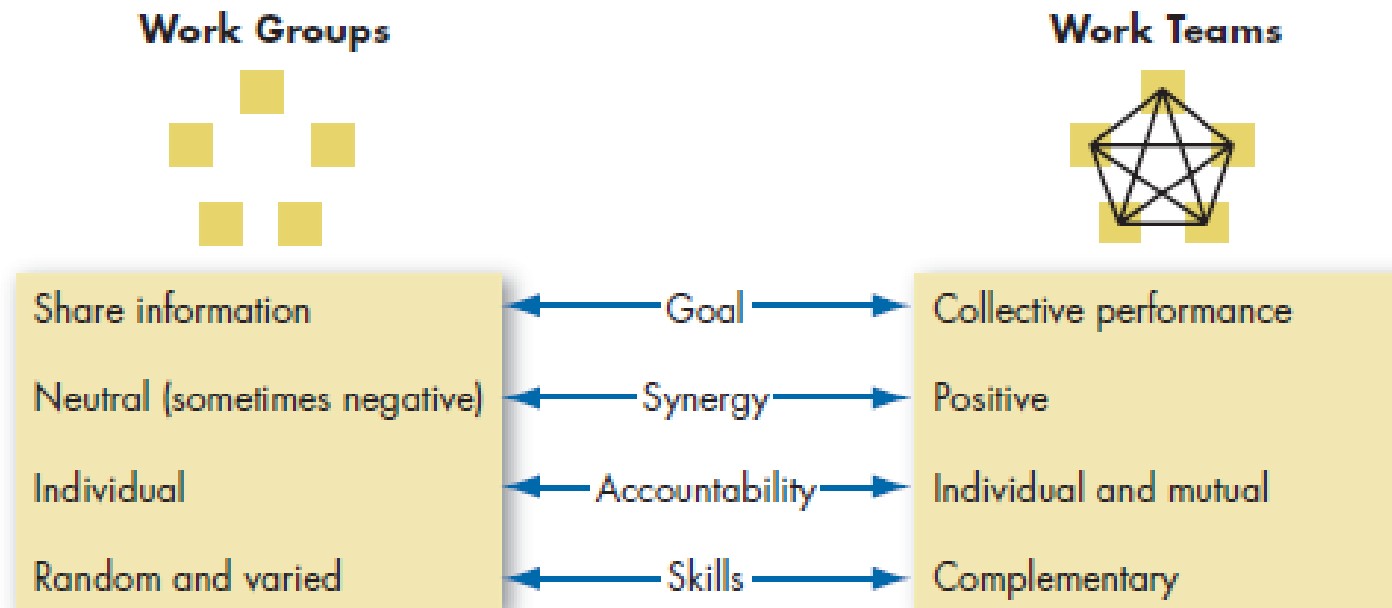 Work Groups
Work Teams
Share information
Goal
Collective performance
Neutral (sometimes negative)
Synergy
Positive
Individual
Accountability
Individual and mutual
Random and varied
Skills
Complementary